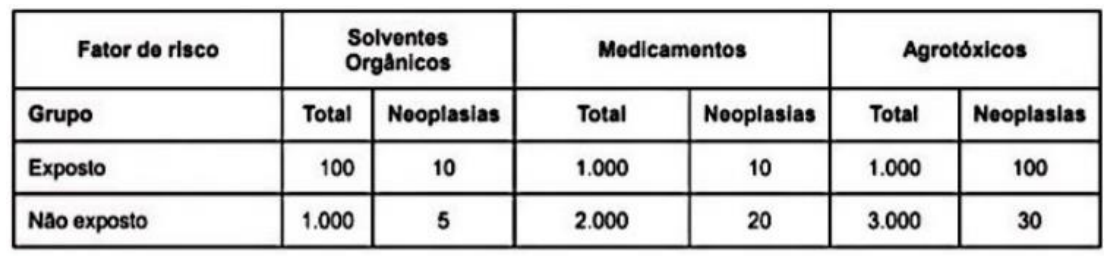 Fator de risco Solventes Orgânicos Medicamentos Agrotóxicos
Grupo Total Neoplasias Total Neoplasias Total Neoplasias
Exposto 100 10 1.000 10 1.000 100
Não exposto 1.000 5 2.000 20 3.000 30